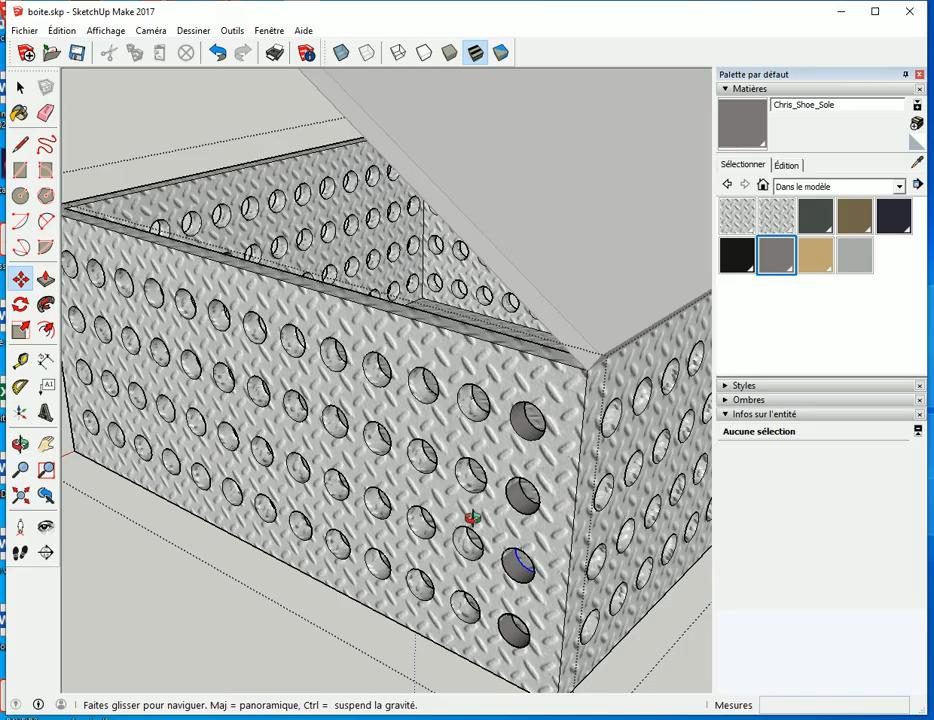 boite.skp - SketchUp Make 2017
Fichier Édition Affichage Caméra Dessiner Outils Fenêtre Aide
Palette par défaut
Matières
Chris_Shoe_Sole
Sélectionner Édition
Dans le modèle
A1
Styles
Ombres
Infos sur l'entité
Aucune sélection
Faites glisser pour naviguer. Maj = panoramique, Ctrl = suspend la gravité.
Mesures